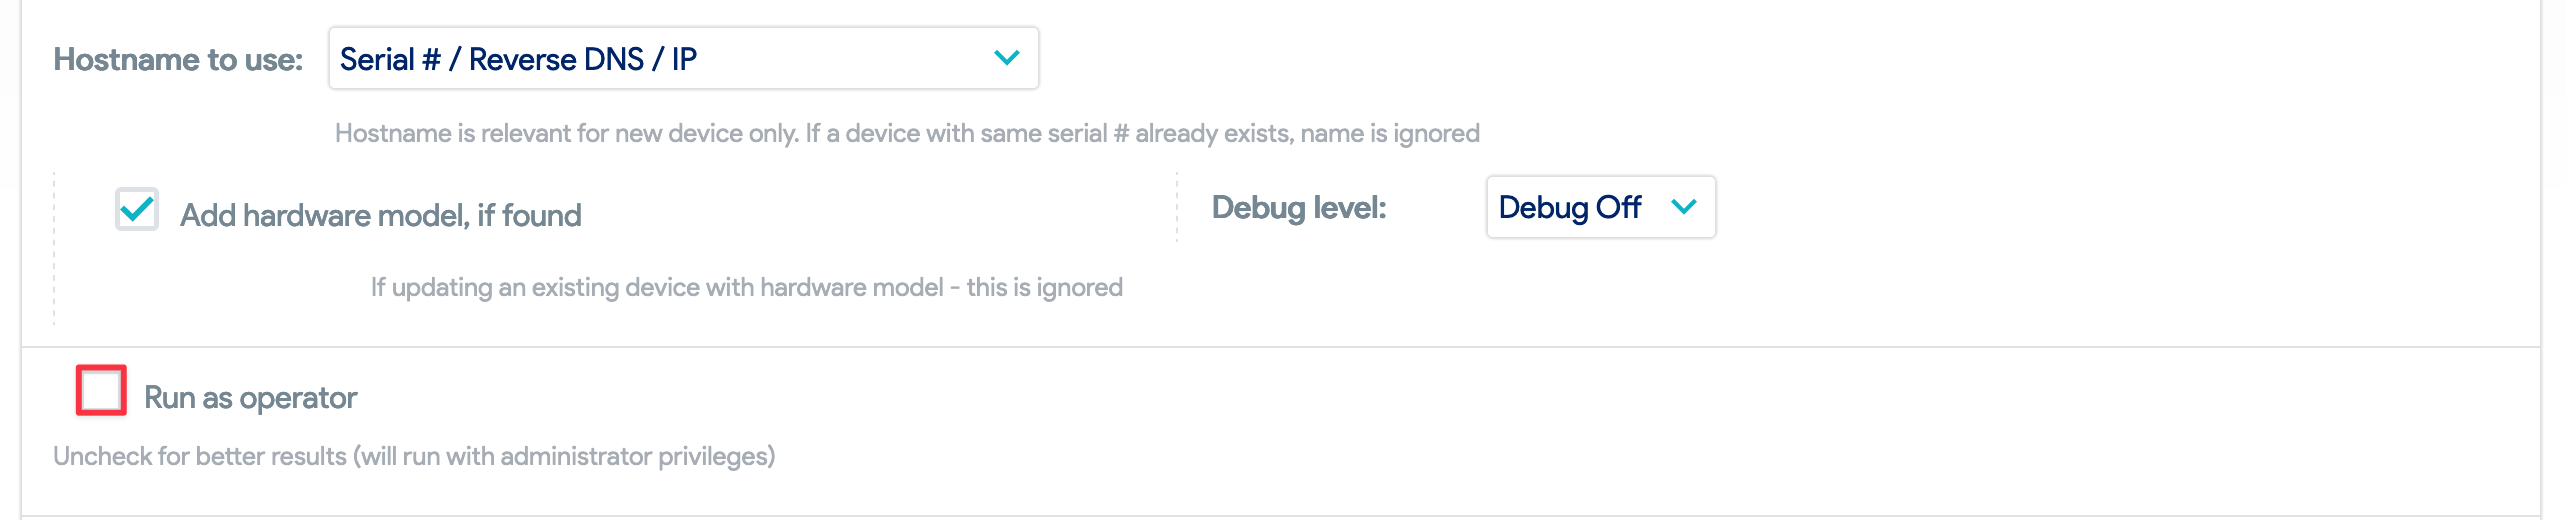 Hostname to use: Serial # / Reverse DNS / IP
Hostname is relevant for new device only. If a device with same serial # already exists, name is ignored
Add hardware model, if found
Debug level: Debug Off
If updating an existing device with hardware model - this is ignored
Run as operator
Uncheck for better results (will run with administrator privileges)